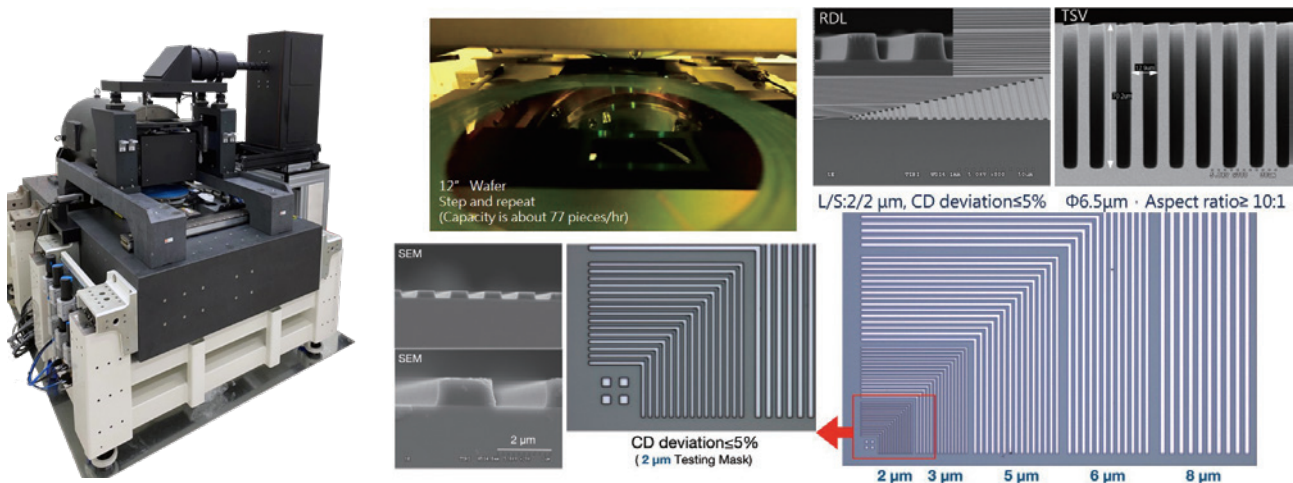 12" Wafer
Step and repeat
(Capacity is about 77 pieces/hr)
RDL
TSV
L/S:2/2 μm, CD deviation≤5%
Φ6.5μm · Aspect ratio≥ 10:1
SEM
SEM
2 μm
CD deviation≤5%
( 2 μm Testing Mask)
2 μm 3 μm 5 μm 6 μm 8 μm